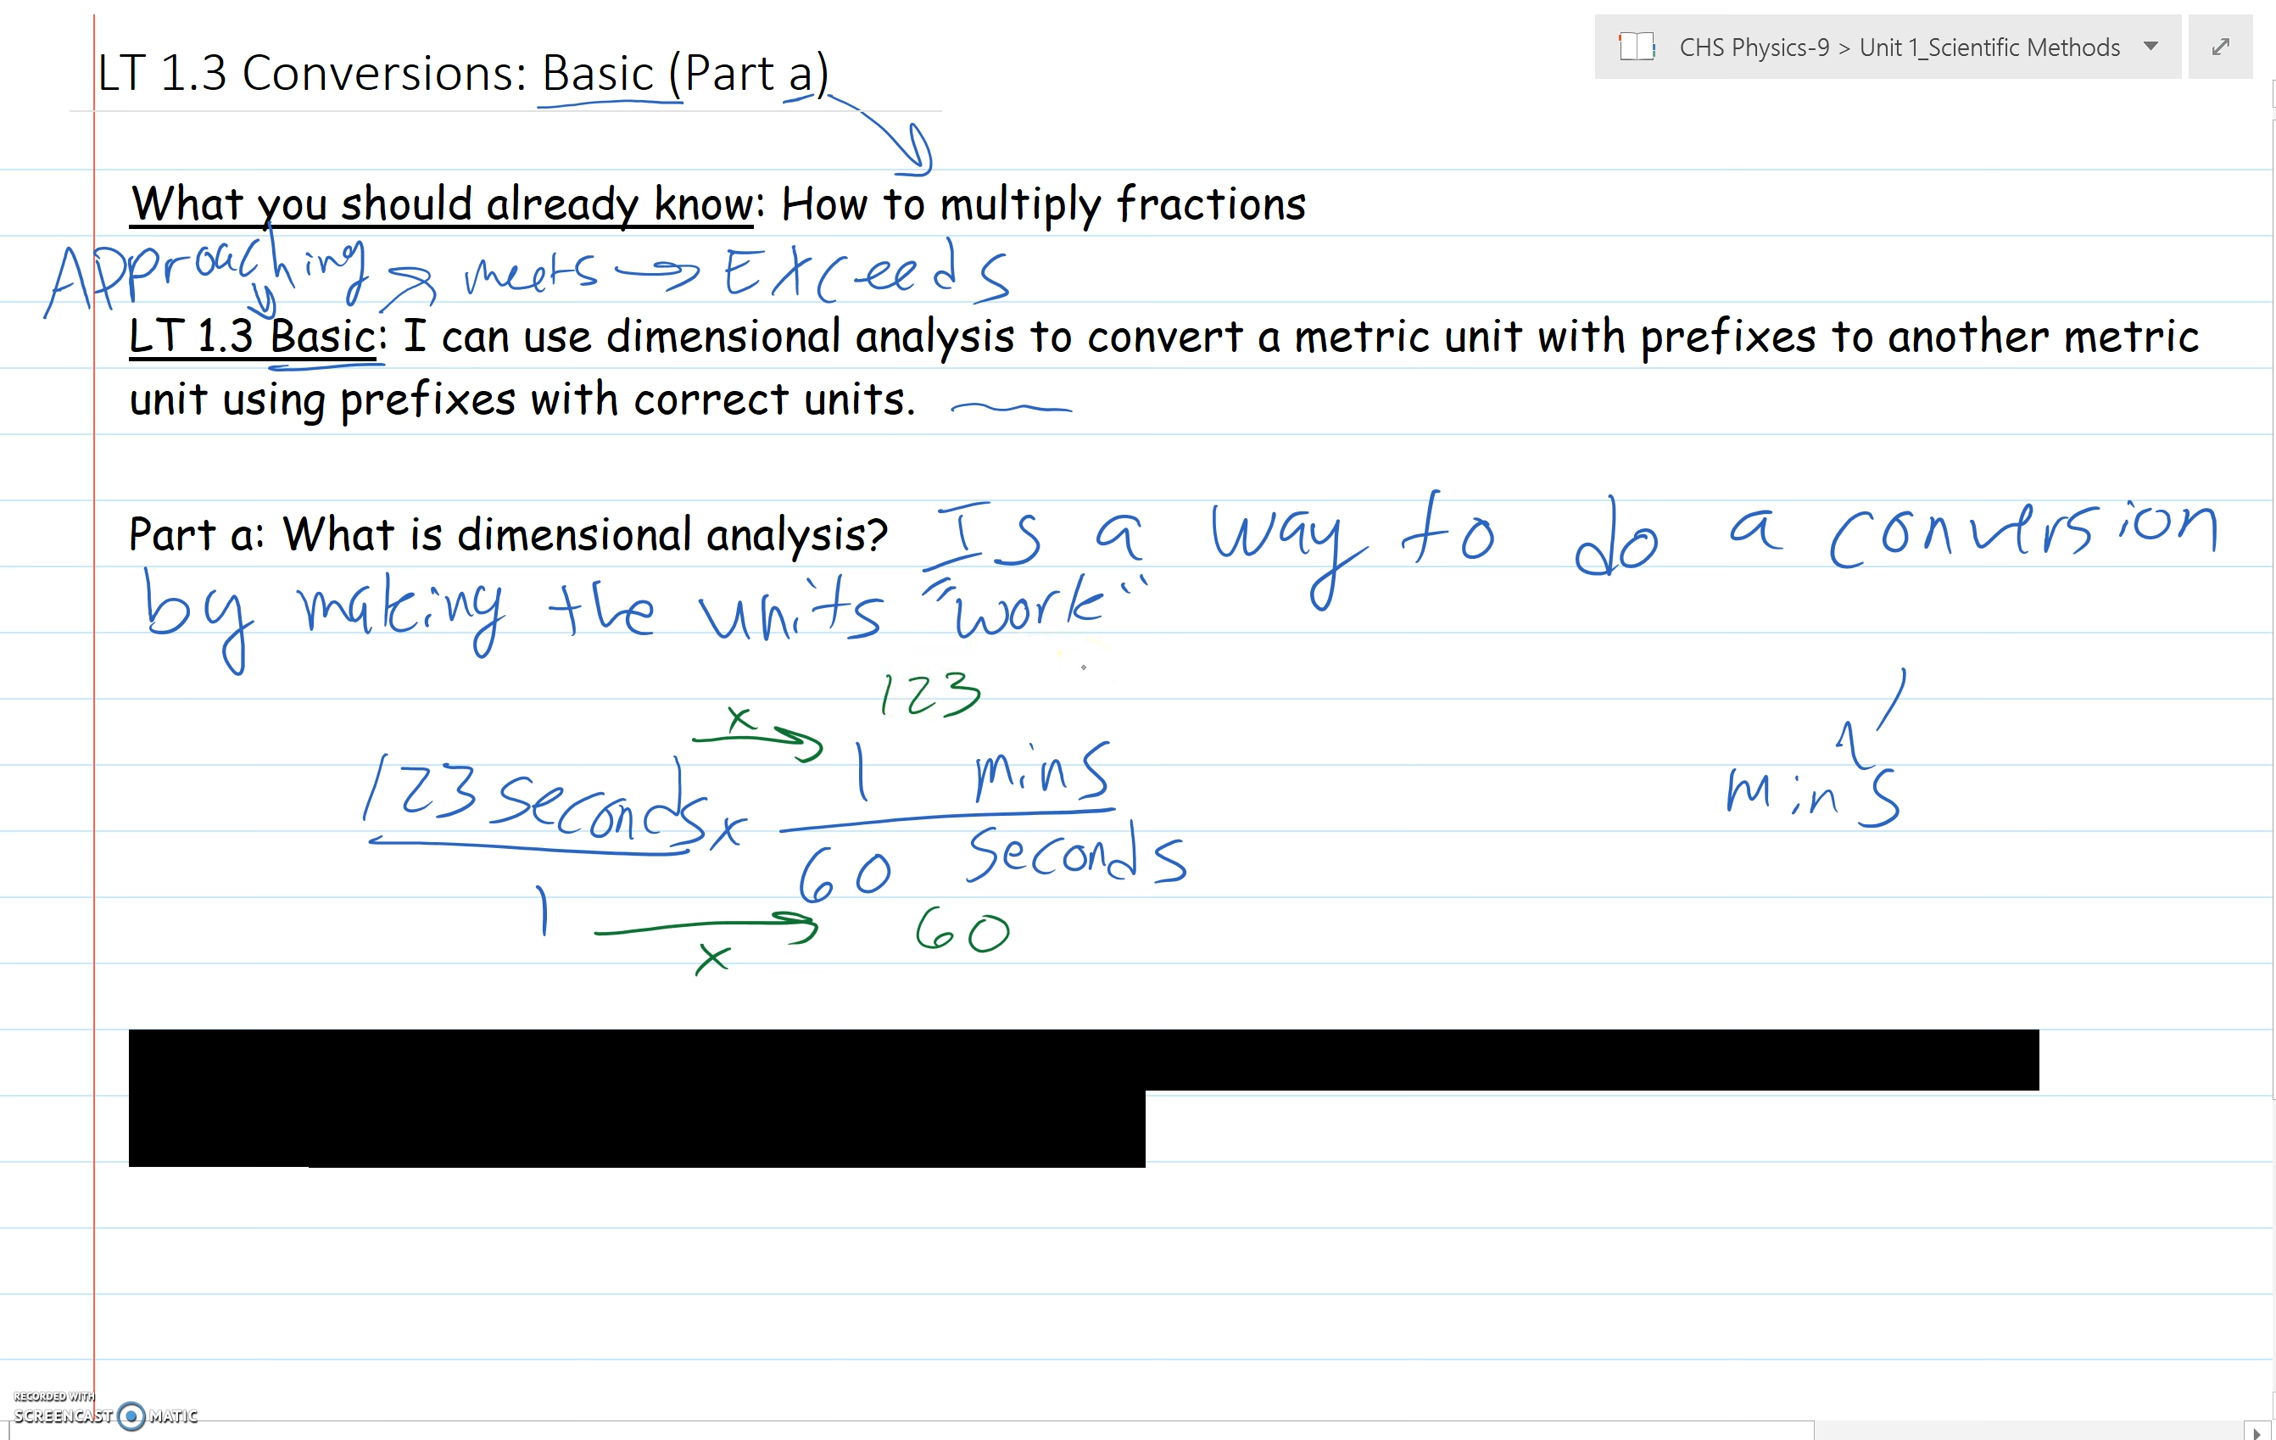 LT 1.3 Conversions: Basic (Part a)
CHS Physics-9 > Unit 1_Scientific Methods
What you should already know: How to multiply fractions
Approaching → meets → Exceeds
LT 1.3 Basic: I can use dimensional analysis to convert a metric unit with prefixes to another metric
unit using prefixes with correct units.
Part a: What is dimensional analysis? Is a way to do a conversion
by making the units "work"
x 123
123 seconds x 1 mins
mins
60 seconds
1 60
x
RECORDED WITH
SCREENCAST MATIC